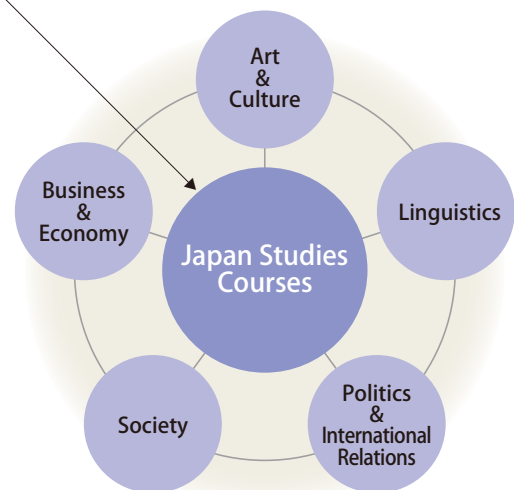 Art
&
Culture
Business
&
Economy
Linguistics
Japan Studies
Courses
Society
Politics
&
International
Relations